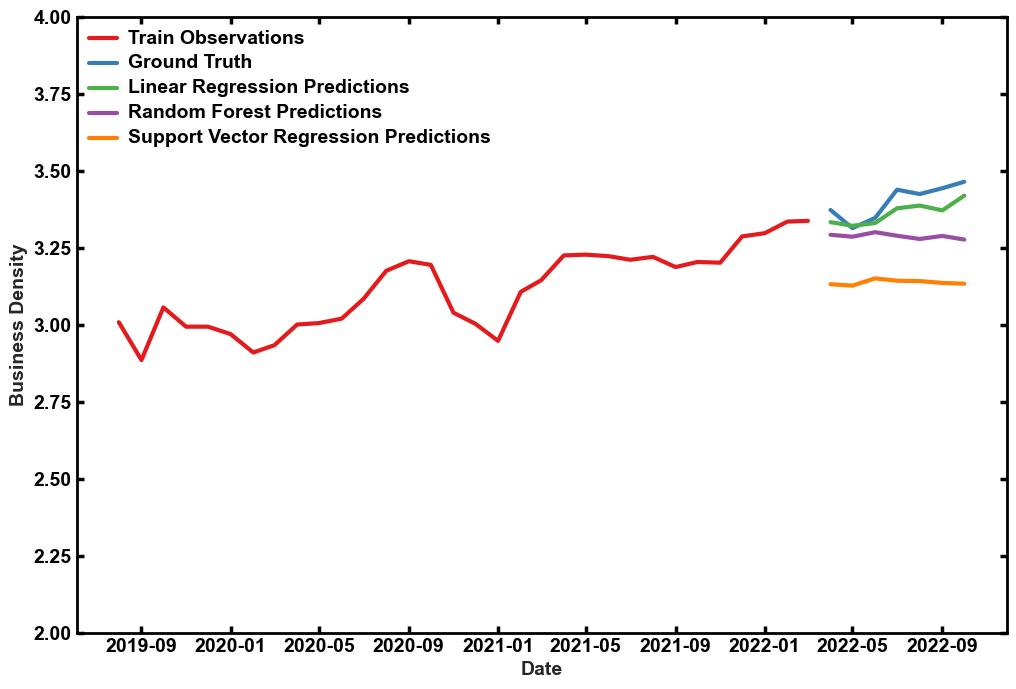 4.00
Train Observations
Ground Truth
Linear Regression Predictions
3.75
Random Forest Predictions
Support Vector Regression Predictions
3.50
3.25
3.00
2.75
2.50
2.25
2.00
Business Density
2019-09 2020-01 2020-05 2020-09 2021-01 2021-05 2021-09 2022-01 2022-05 2022-09
Date